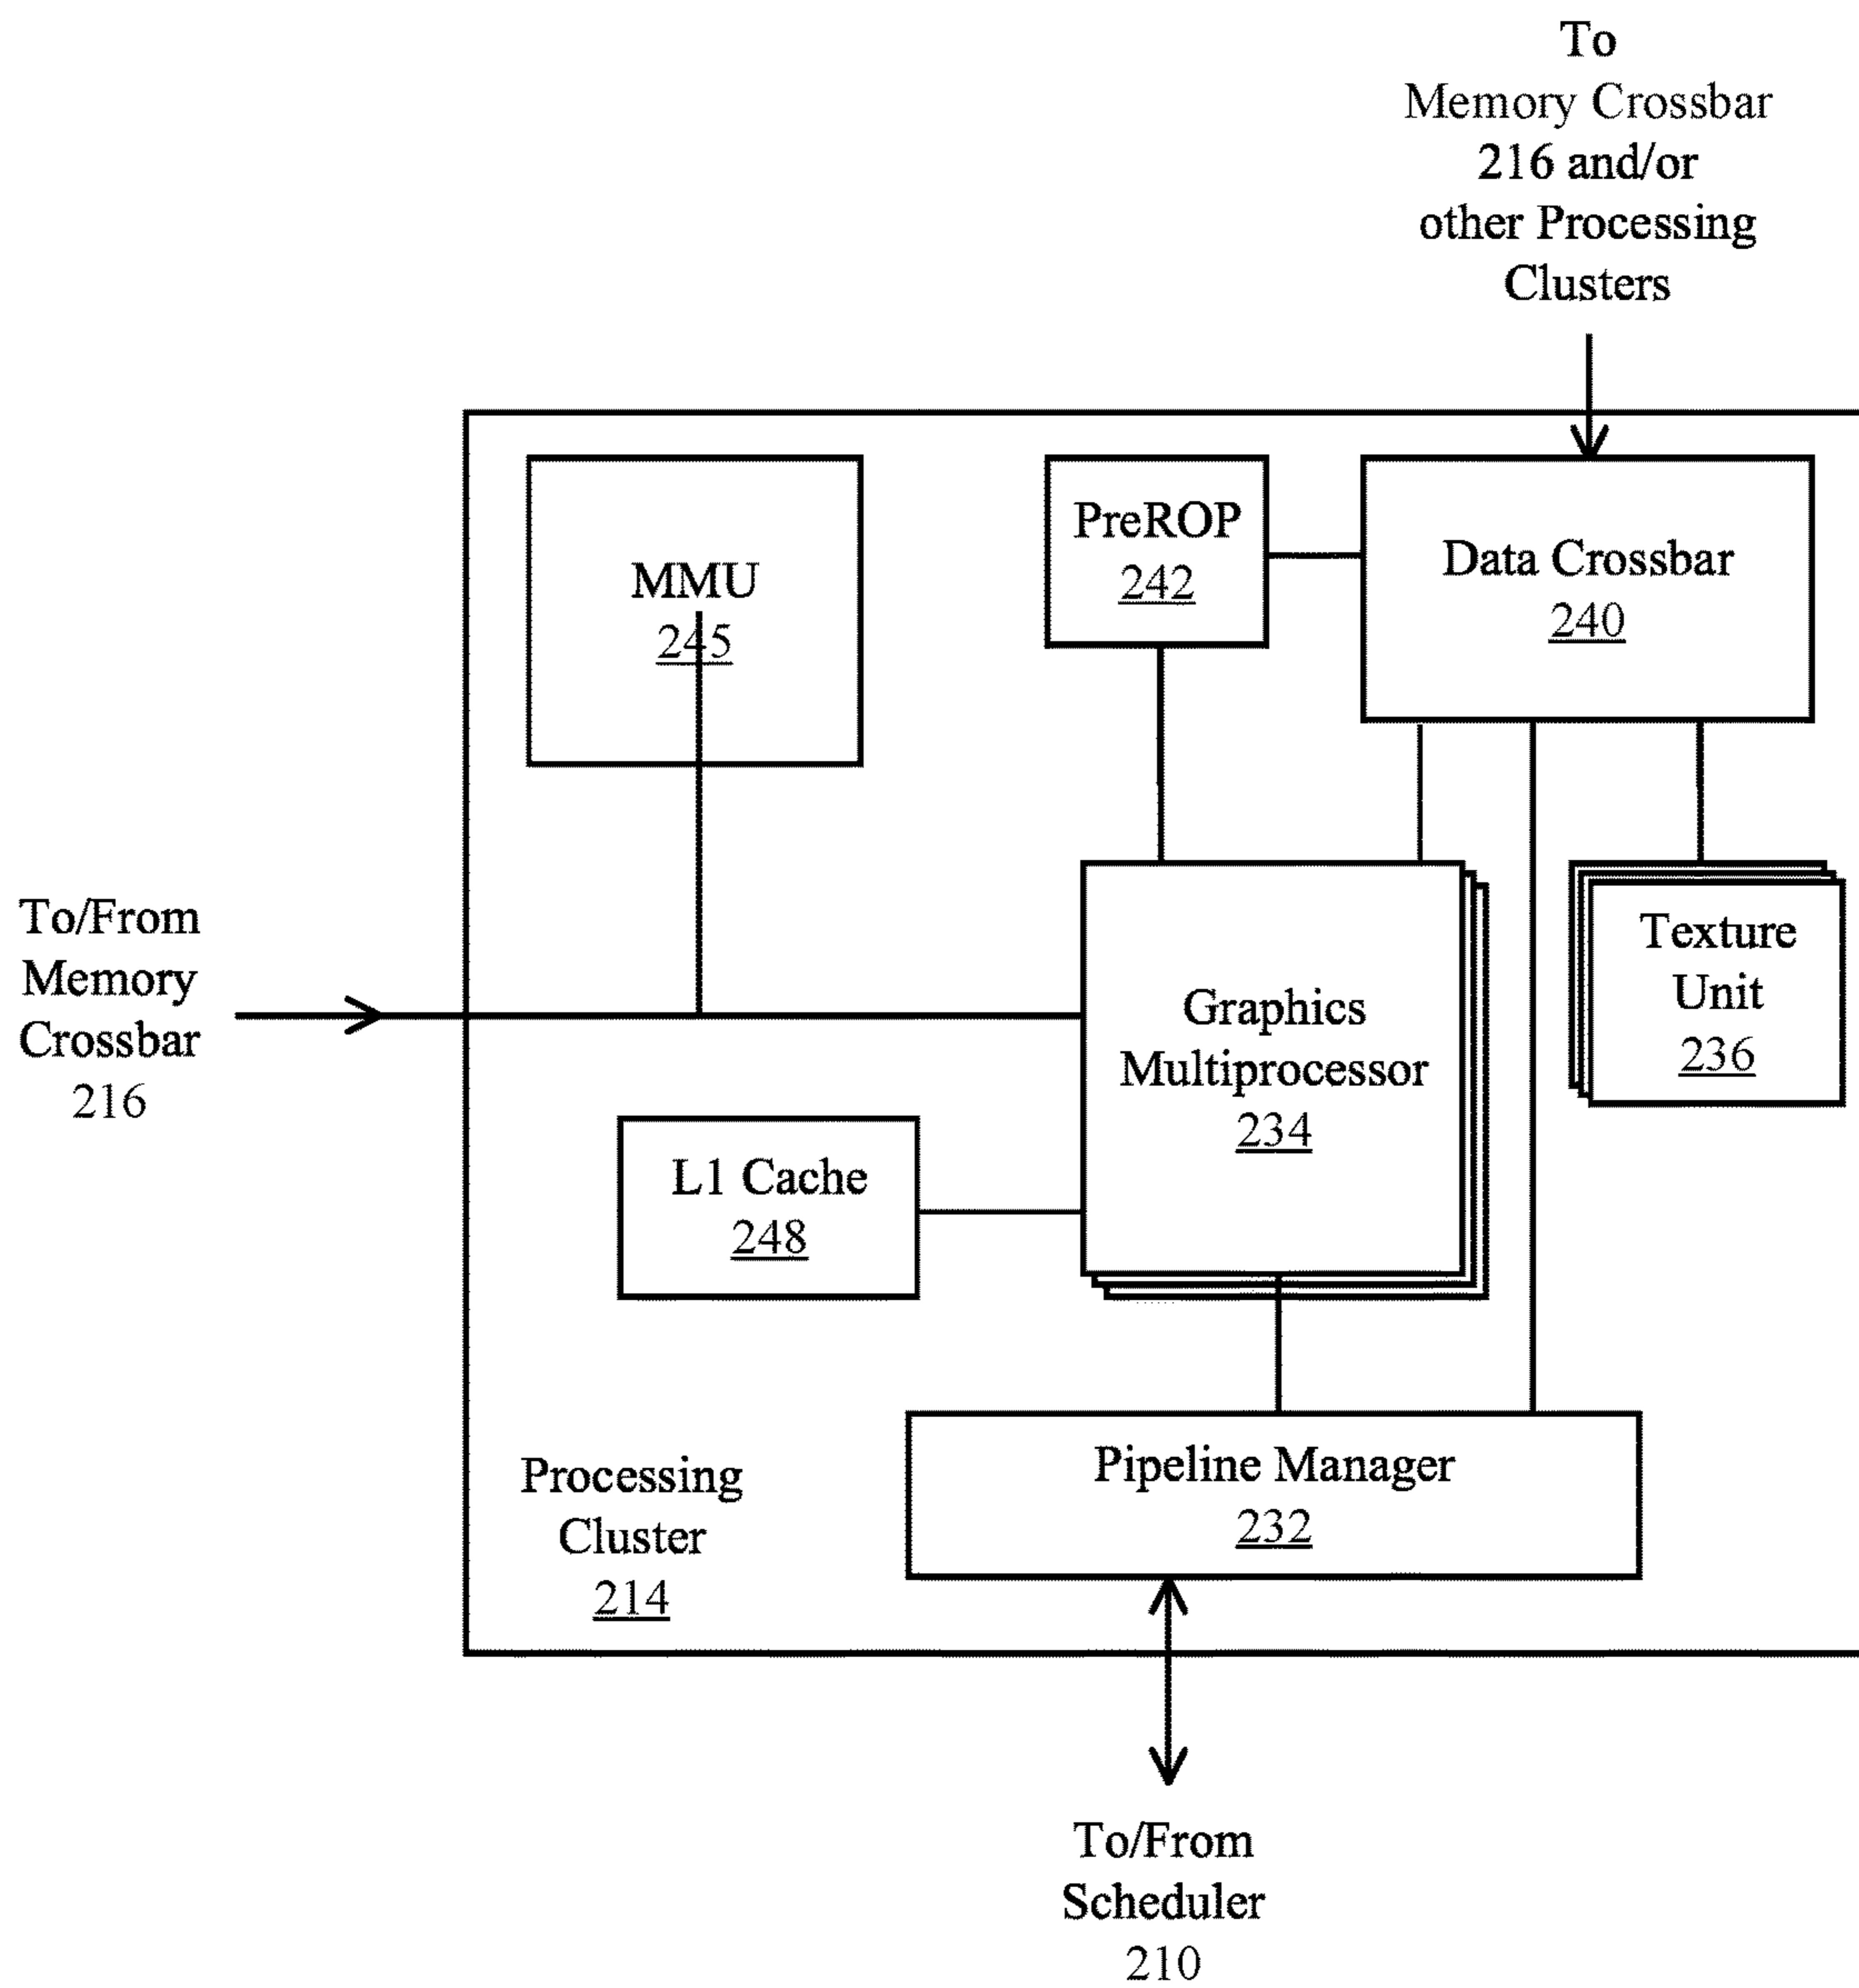 To
Memory Crossbar
216 and/or
other Processing
Clusters
MMU
245
PreROP
242
Data Crossbar
240
To/From
Memory
Crossbar
216
Graphics
Multiprocessor
234
Texture
Unit
236
L1 Cache
248
Pipeline Manager
232
Processing
Cluster
214
To/From
Scheduler
210